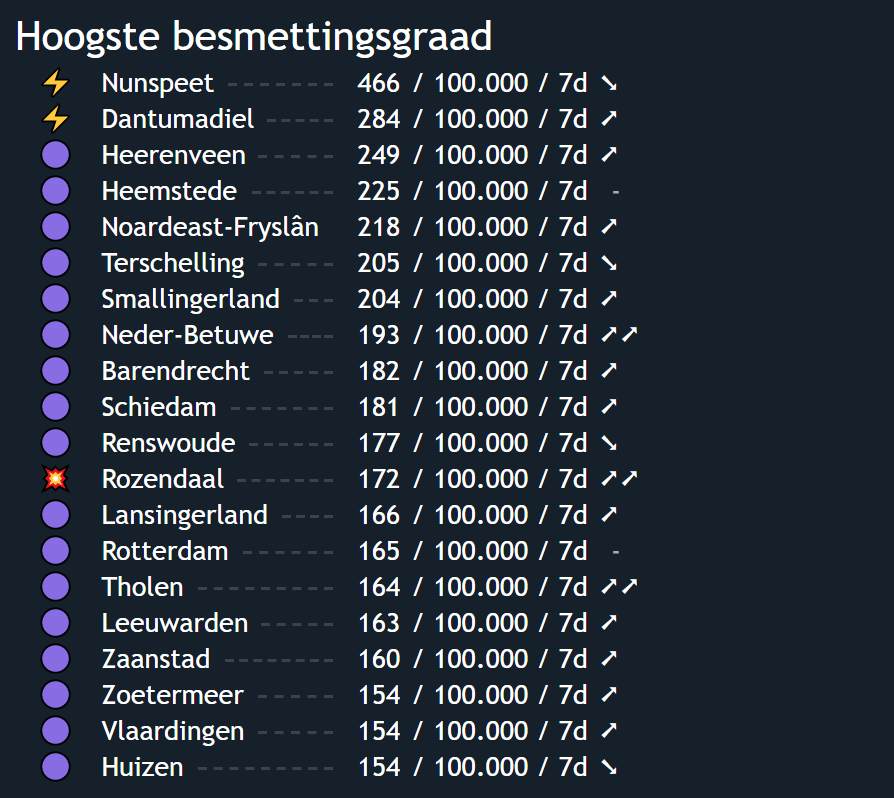 Hoogste besmettingsgraad
⚡ Nunspeet ------- 466 / 100.000 / 7d ➘
⚡ Dantumadiel ----- 284 / 100.000 / 7d ➚
🟣 Heerenveen ----- 249 / 100.000 / 7d ➚
🟣 Heemstede ------ 225 / 100.000 / 7d -
🟣 Noardeast-Fryslân 218 / 100.000 / 7d ➚
🟣 Terschelling ----- 205 / 100.000 / 7d ➘
🟣 Smallingerland --- 204 / 100.000 / 7d ➚
🟣 Neder-Betuwe ---- 193 / 100.000 / 7d ➚➚
🟣 Barendrecht ----- 182 / 100.000 / 7d ➚
🟣 Schiedam ------- 181 / 100.000 / 7d ➚
🟣 Renswoude ------ 177 / 100.000 / 7d ➘
💥 Rozendaal ------- 172 / 100.000 / 7d ➚➚
🟣 Lansingerland ---- 166 / 100.000 / 7d ➚
🟣 Rotterdam ------ 165 / 100.000 / 7d -
🟣 Tholen --------- 164 / 100.000 / 7d ➚➚
🟣 Leeuwarden ----- 163 / 100.000 / 7d ➚
🟣 Zaanstad ------- 160 / 100.000 / 7d ➚
🟣 Zoetermeer ----- 154 / 100.000 / 7d ➚
🟣 Vlaardingen ----- 154 / 100.000 / 7d ➚
🟣 Huizen --------- 154 / 100.000 / 7d ➘